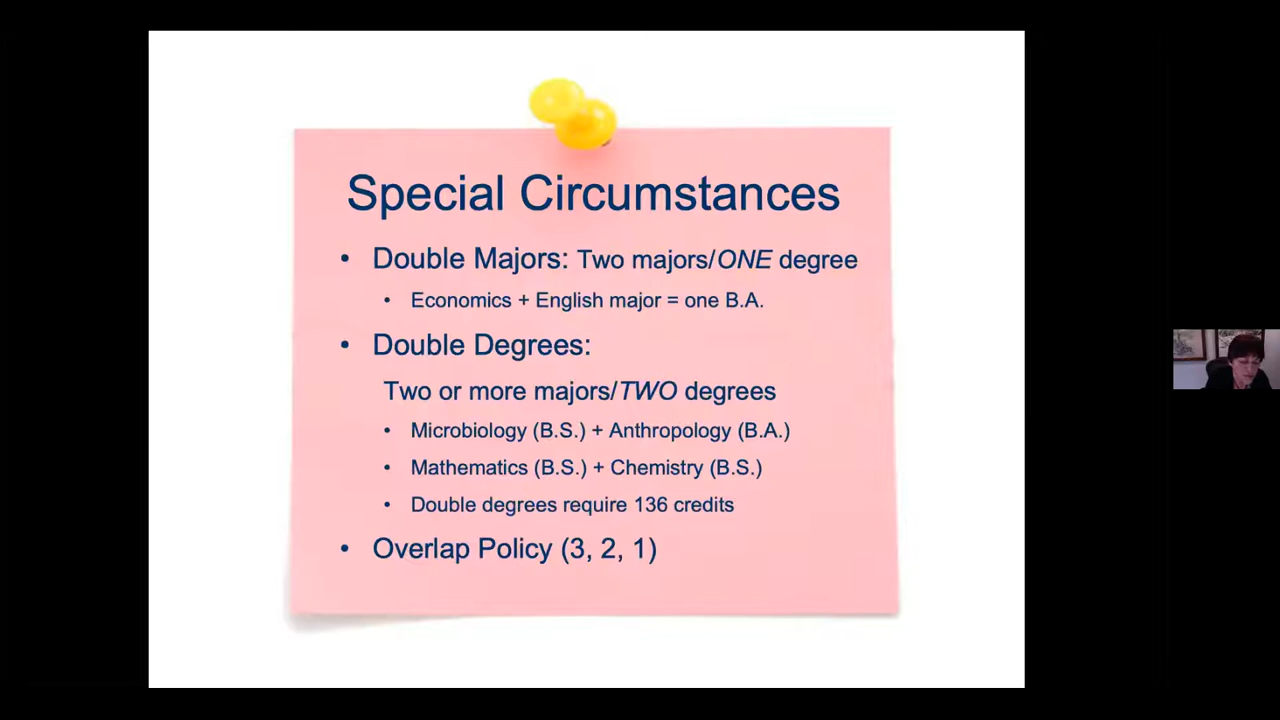 Special Circumstances
• Double Majors: Two majors/ONE degree
• Economics + English major = one B.A.
• Double Degrees:
Two or more majors/TWO degrees
• Microbiology (B.S.) + Anthropology (B.A.)
• Mathematics (B.S.) + Chemistry (B.S.)
• Double degrees require 136 credits
• Overlap Policy (3, 2, 1)